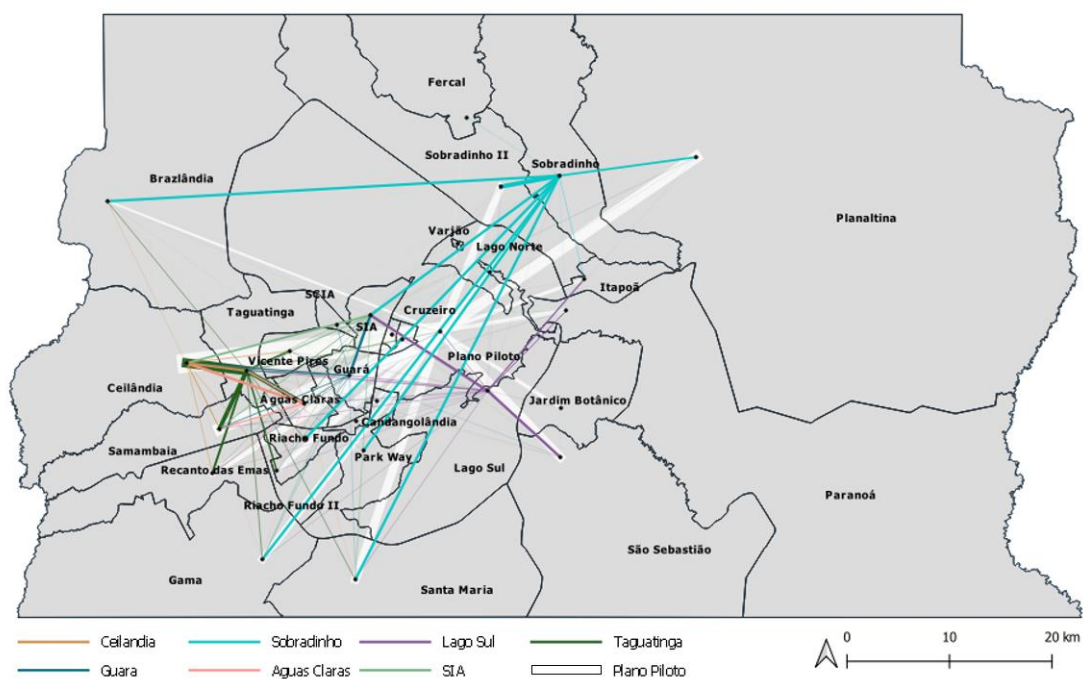 Fercal
Sobradinho II
Sobradinho
Brazlândia
Planaltina
Varjão
Lago Norte
Itapoã
SCIA
Taguatinga
Cruzeiro
SIA
Plano Piloto
Vicente Pires
Guará
Ceilândia
Águas Claras
Jardim Botânico
Candangolândia
Riacho Fundo
Samambaia
Park Way
Lago Sul
Recanto das Emas
Paranoá
Riacho Fundo II
São Sebastião
Gama
Santa Maria
Ceilandia
Sobradinho
Lago Sul
Taguatinga
0 10 20 km
Guara
Aguas Claras
SIA
Plano Piloto